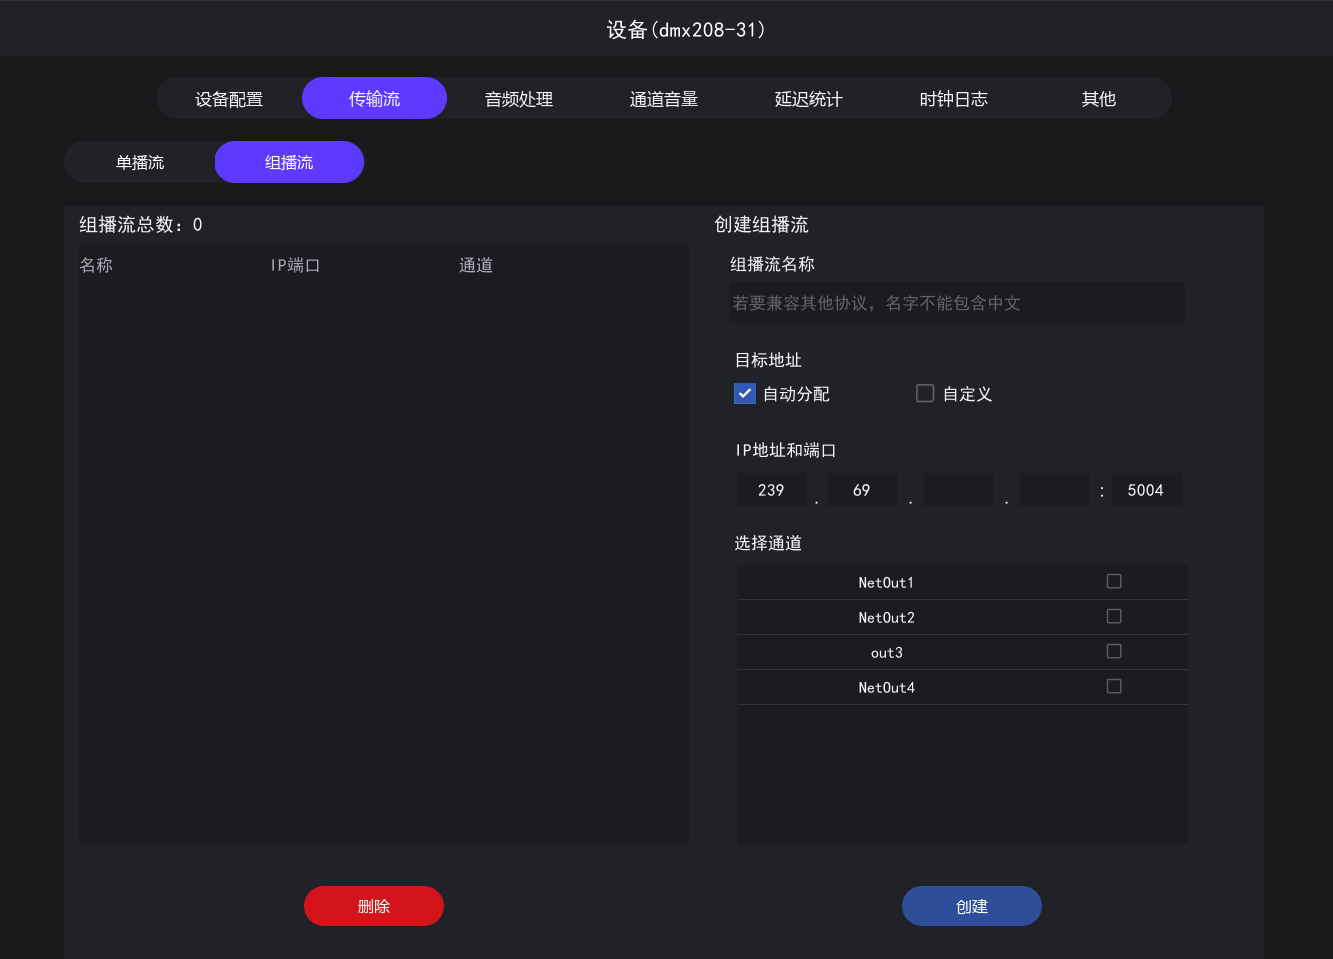 设备(dmx208-31)
设备配置 传输流 音频处理 通道音量 延迟统计 时钟日志 其他
单播流 组播流
组播流总数：0
名称 IP端口 通道
创建组播流
组播流名称
若要兼容其他协议，名字不能包含中文
目标地址
自动分配 自定义
IP地址和端口
239 . 69 . . : 5004
选择通道
NetOut1
NetOut2
out3
NetOut4
删除 创建